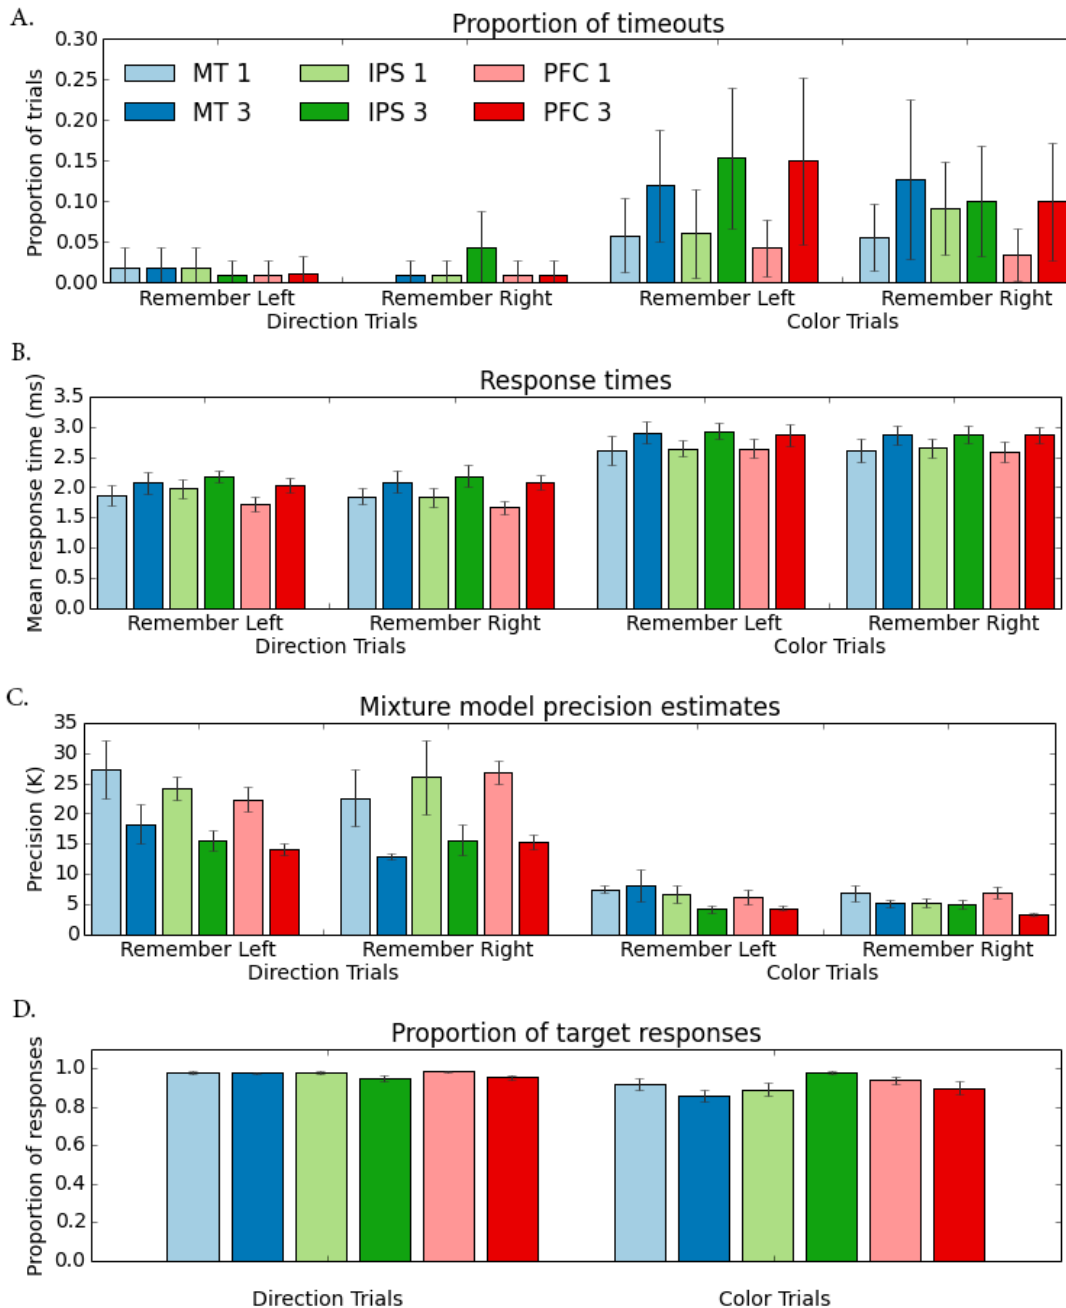 A.
Proportion of timeouts
Proportion of trials
0.30
0.25
0.20
0.15
0.10
0.05
0.00
MT 1 IPS 1 PFC 1
MT 3 IPS 3 PFC 3
Remember Left Remember Right Remember Left Remember Right
Direction Trials Color Trials
B.
Response times
Mean response time (ms)
3.5
3.0
2.5
2.0
1.5
1.0
0.5
0.0
Remember Left Remember Right Remember Left Remember Right
Direction Trials Color Trials
C.
Mixture model precision estimates
Precision (K)
35
30
25
20
15
10
5
0
Remember Left Remember Right Remember Left Remember Right
Direction Trials Color Trials
D.
Proportion of target responses
Proportion of responses
1.0
0.8
0.6
0.4
0.2
0.0
Direction Trials Color Trials